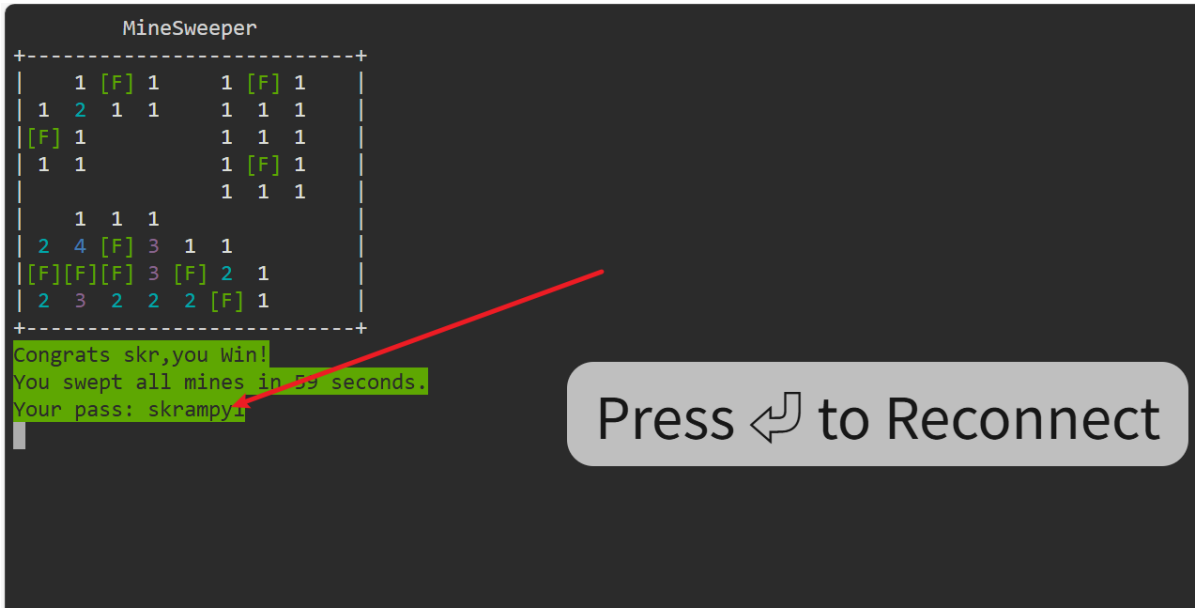 MineSweeper
+---------------------------+
|    1 [F] 1     1 [F] 1    |
| 1  2  1  1     1  1  1    |
|[F] 1           1  1  1    |
| 1  1           1 [F] 1    |
|                1  1  1    |
|    1  1  1                |
| 2  4 [F] 3  1  1          |
|[F][F][F] 3 [F] 2  1       |
| 2  3  2  2  2 [F] 1       |
+---------------------------+
Congrats skr,you Win!
You swept all mines in 59 seconds.
Your pass: skrampy1
Press ⏎ to Reconnect